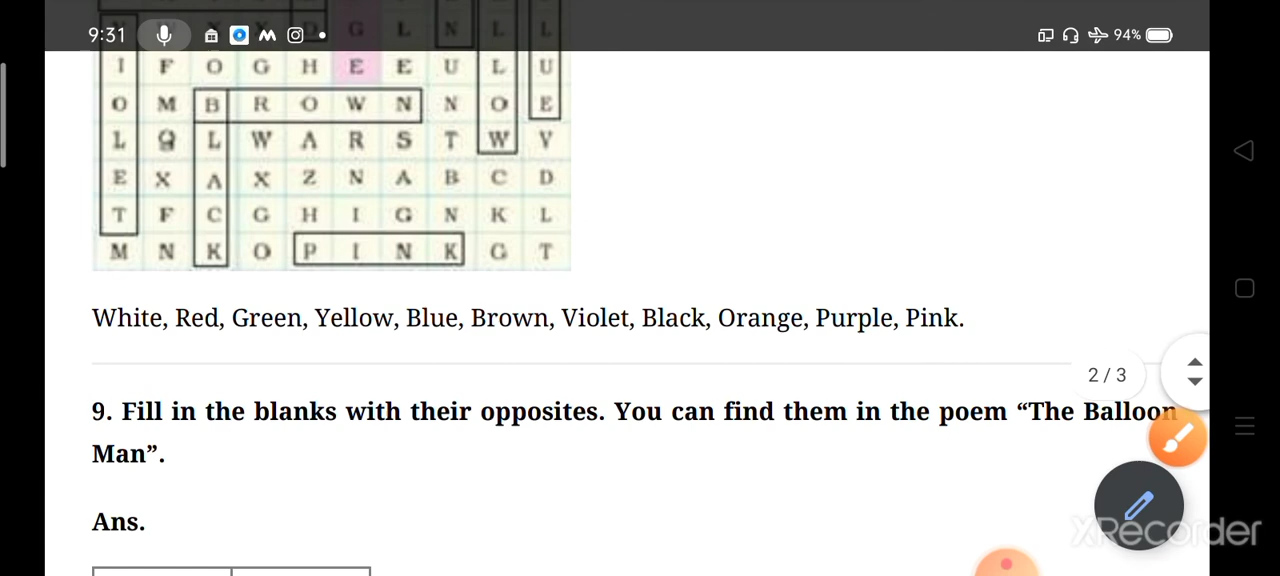 9:31
94%
G L N L L
I F O G H E E U L U
O M B R O W N N O E
L L W A R S T W V
E X A X Z N A B C D
T F C G H I G N K L
M N K O P I N K G T
White, Red, Green, Yellow, Blue, Brown, Violet, Black, Orange, Purple, Pink.
2 / 3
9. Fill in the blanks with their opposites. You can find them in the poem “The Balloon
Man”.
Ans.
XRecorder